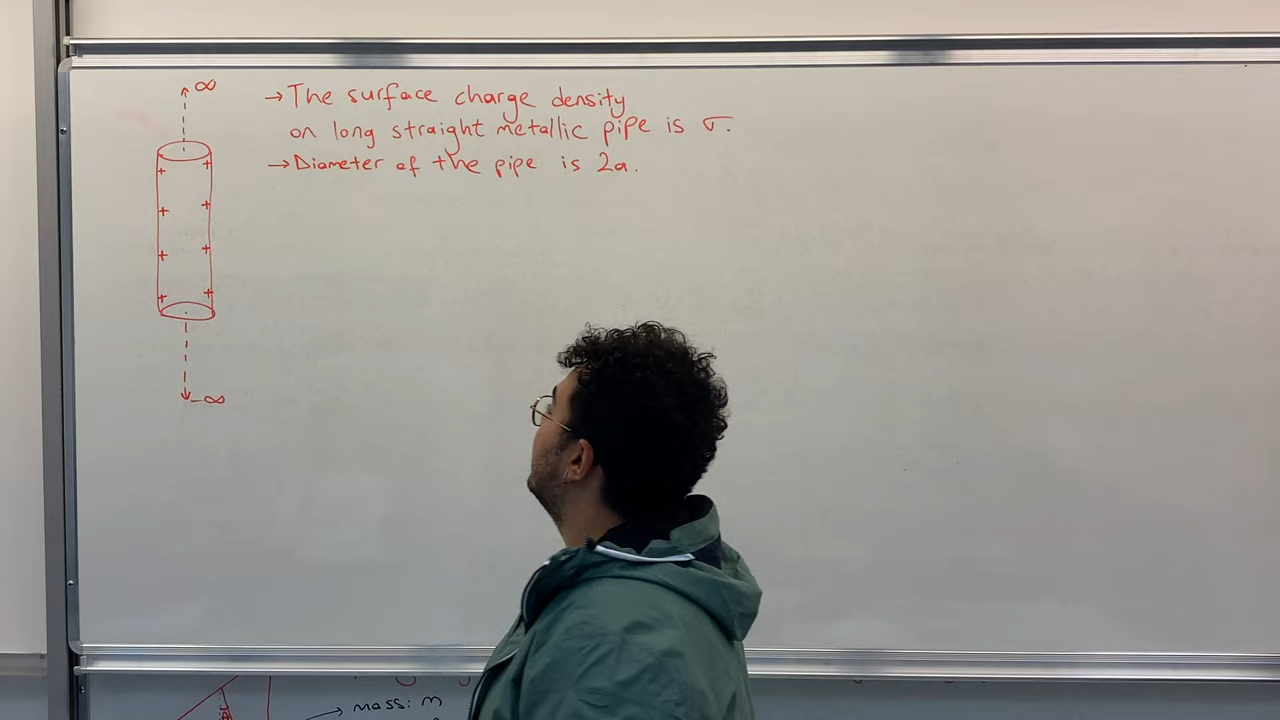 ∞
→ The surface charge density
on long straight metallic pipe is σ.
→ Diameter of the pipe is 2a.
+ +
+ +
+ +
+ +
-∞
→ mass: m